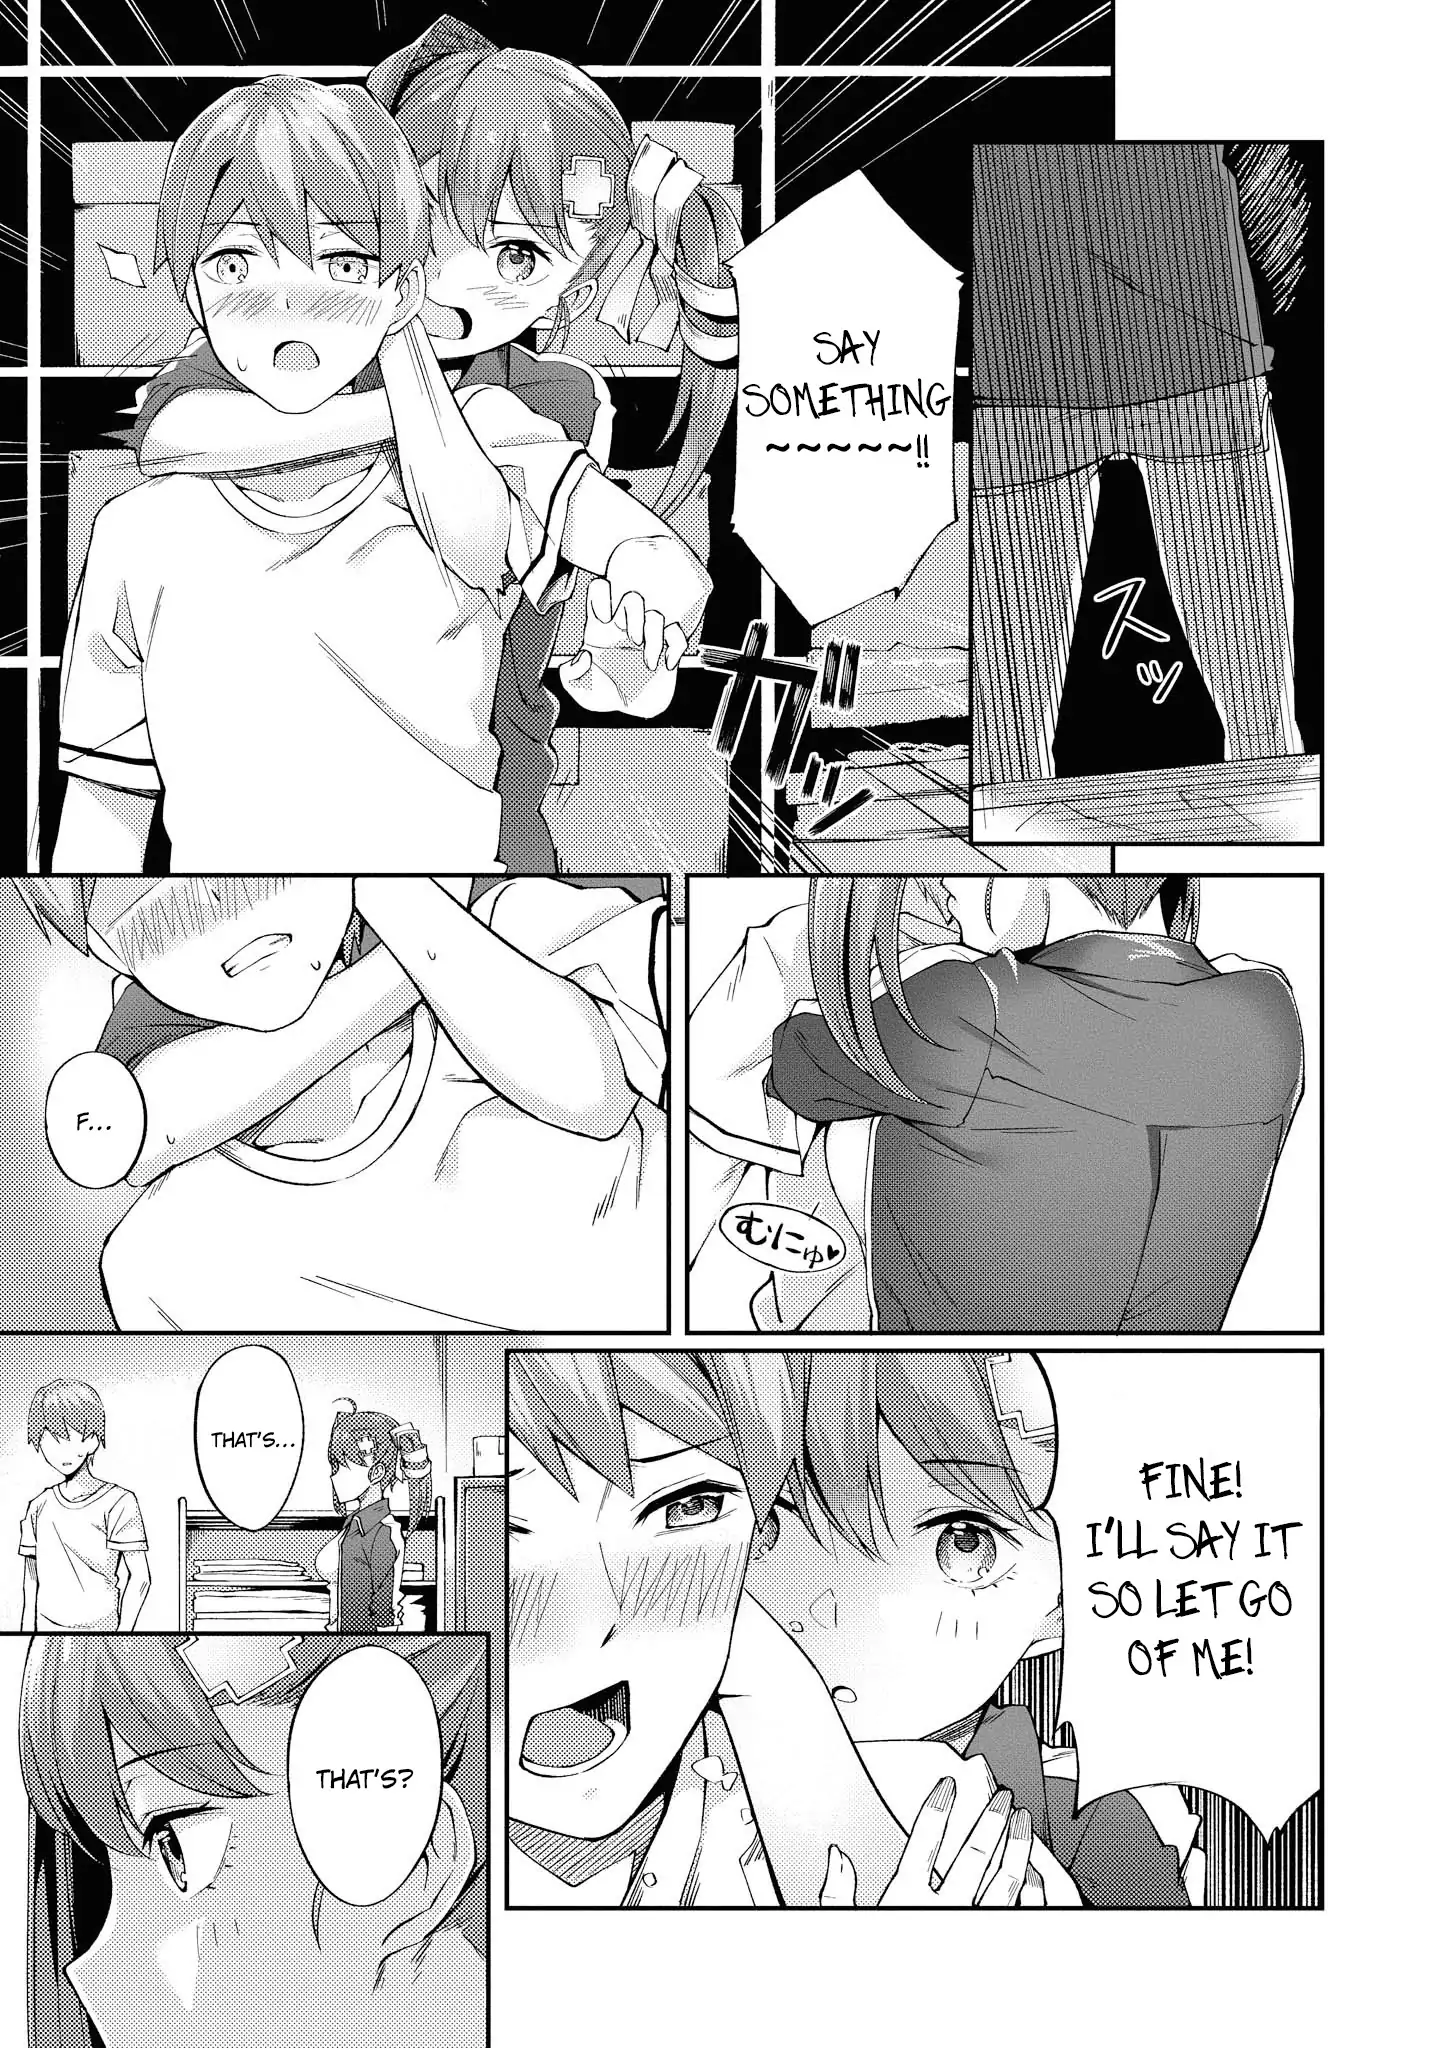 スッ
SAY
SOMETHING
~~~~~!!
ガバッ
むにゅ♥
F...
FINE!
I'LL SAY IT
SO LET GO
OF ME!
THAT'S...
THAT'S?